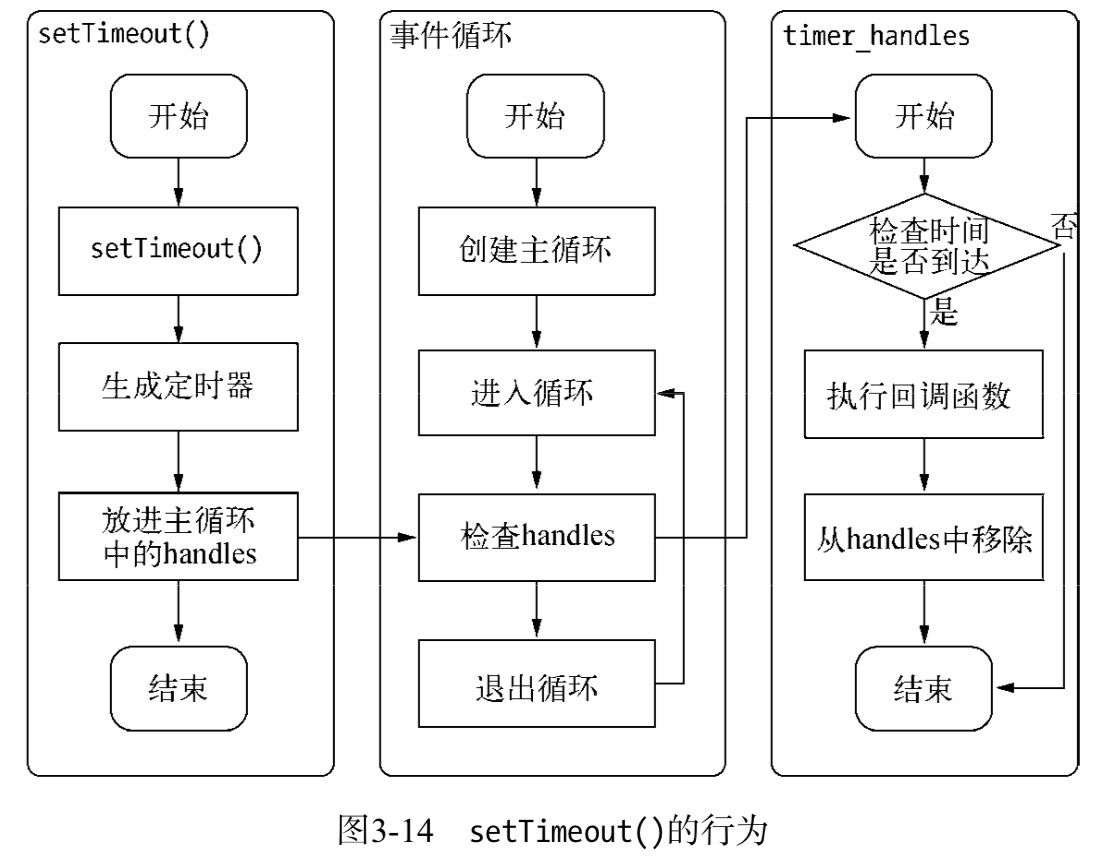 setTimeout()
开始
setTimeout()
生成定时器
放进主循环
中的handles
结束
事件循环
开始
创建主循环
进入循环
检查handles
退出循环
timer_handles
开始
检查时间
是否到达
否
是
执行回调函数
从handles中移除
结束
图3-14 setTimeout()的行为